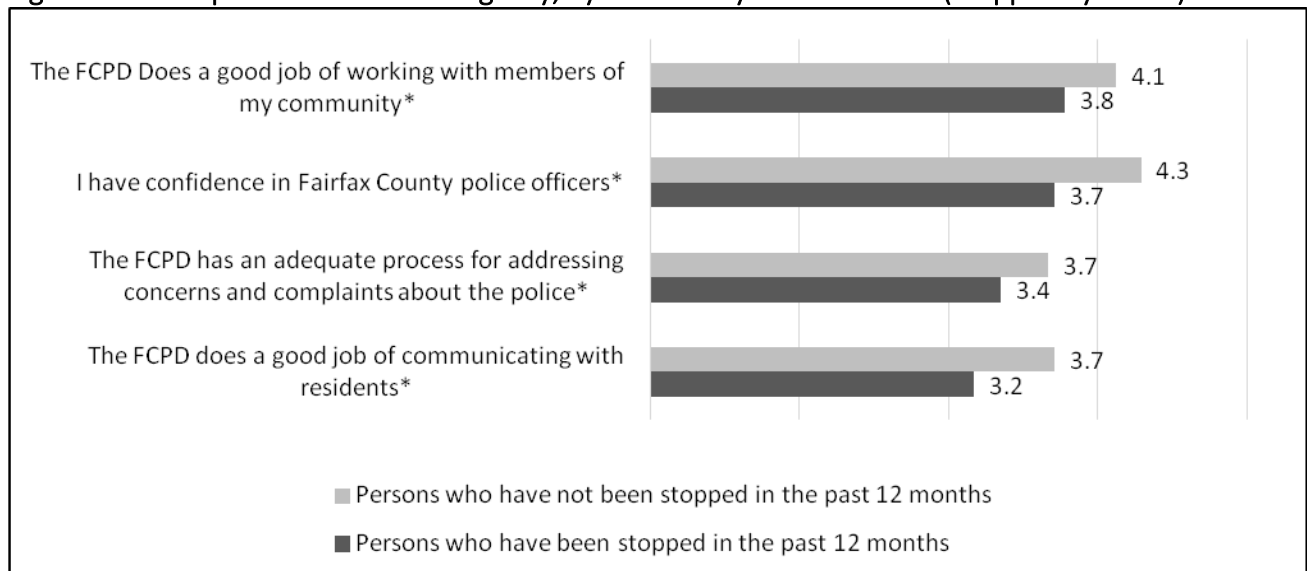 The FCPD Does a good job of working with members of
my community*
4.1
3.8
I have confidence in Fairfax County police officers*
4.3
3.7
The FCPD has an adequate process for addressing
concerns and complaints about the police*
3.7
3.4
The FCPD does a good job of communicating with
residents*
3.7
3.2
Persons who have not been stopped in the past 12 months
Persons who have been stopped in the past 12 months